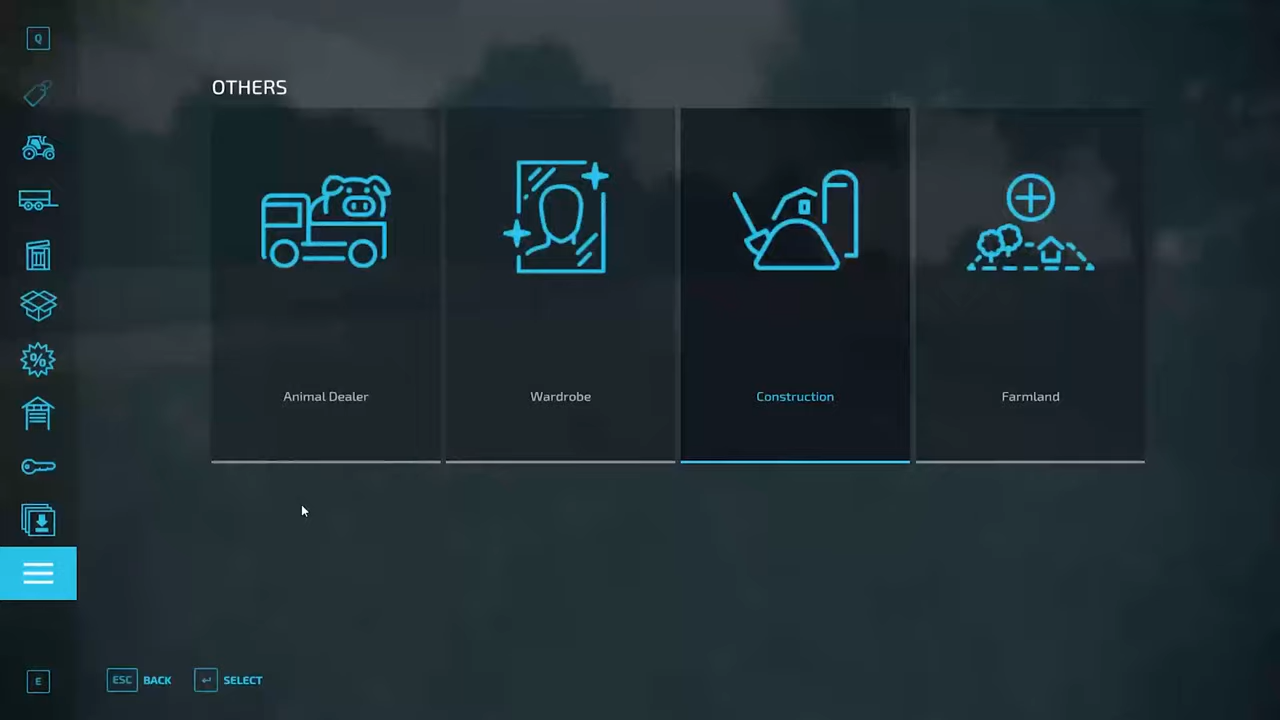 Q
OTHERS
%
Animal Dealer
Wardrobe
Construction
Farmland
E
ESC BACK
SELECT